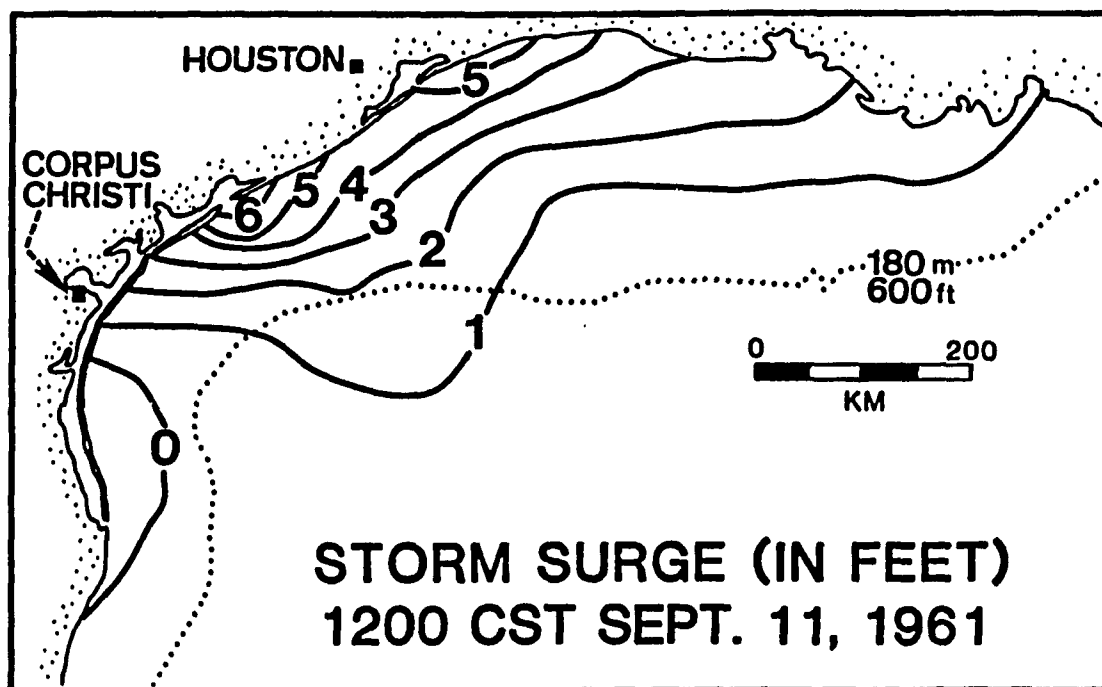 HOUSTON
5
CORPUS
CHRISTI
5
4
6
3
2
180 m
600 ft
1
0 200
KM
0
STORM SURGE (IN FEET)
1200 CST SEPT. 11, 1961